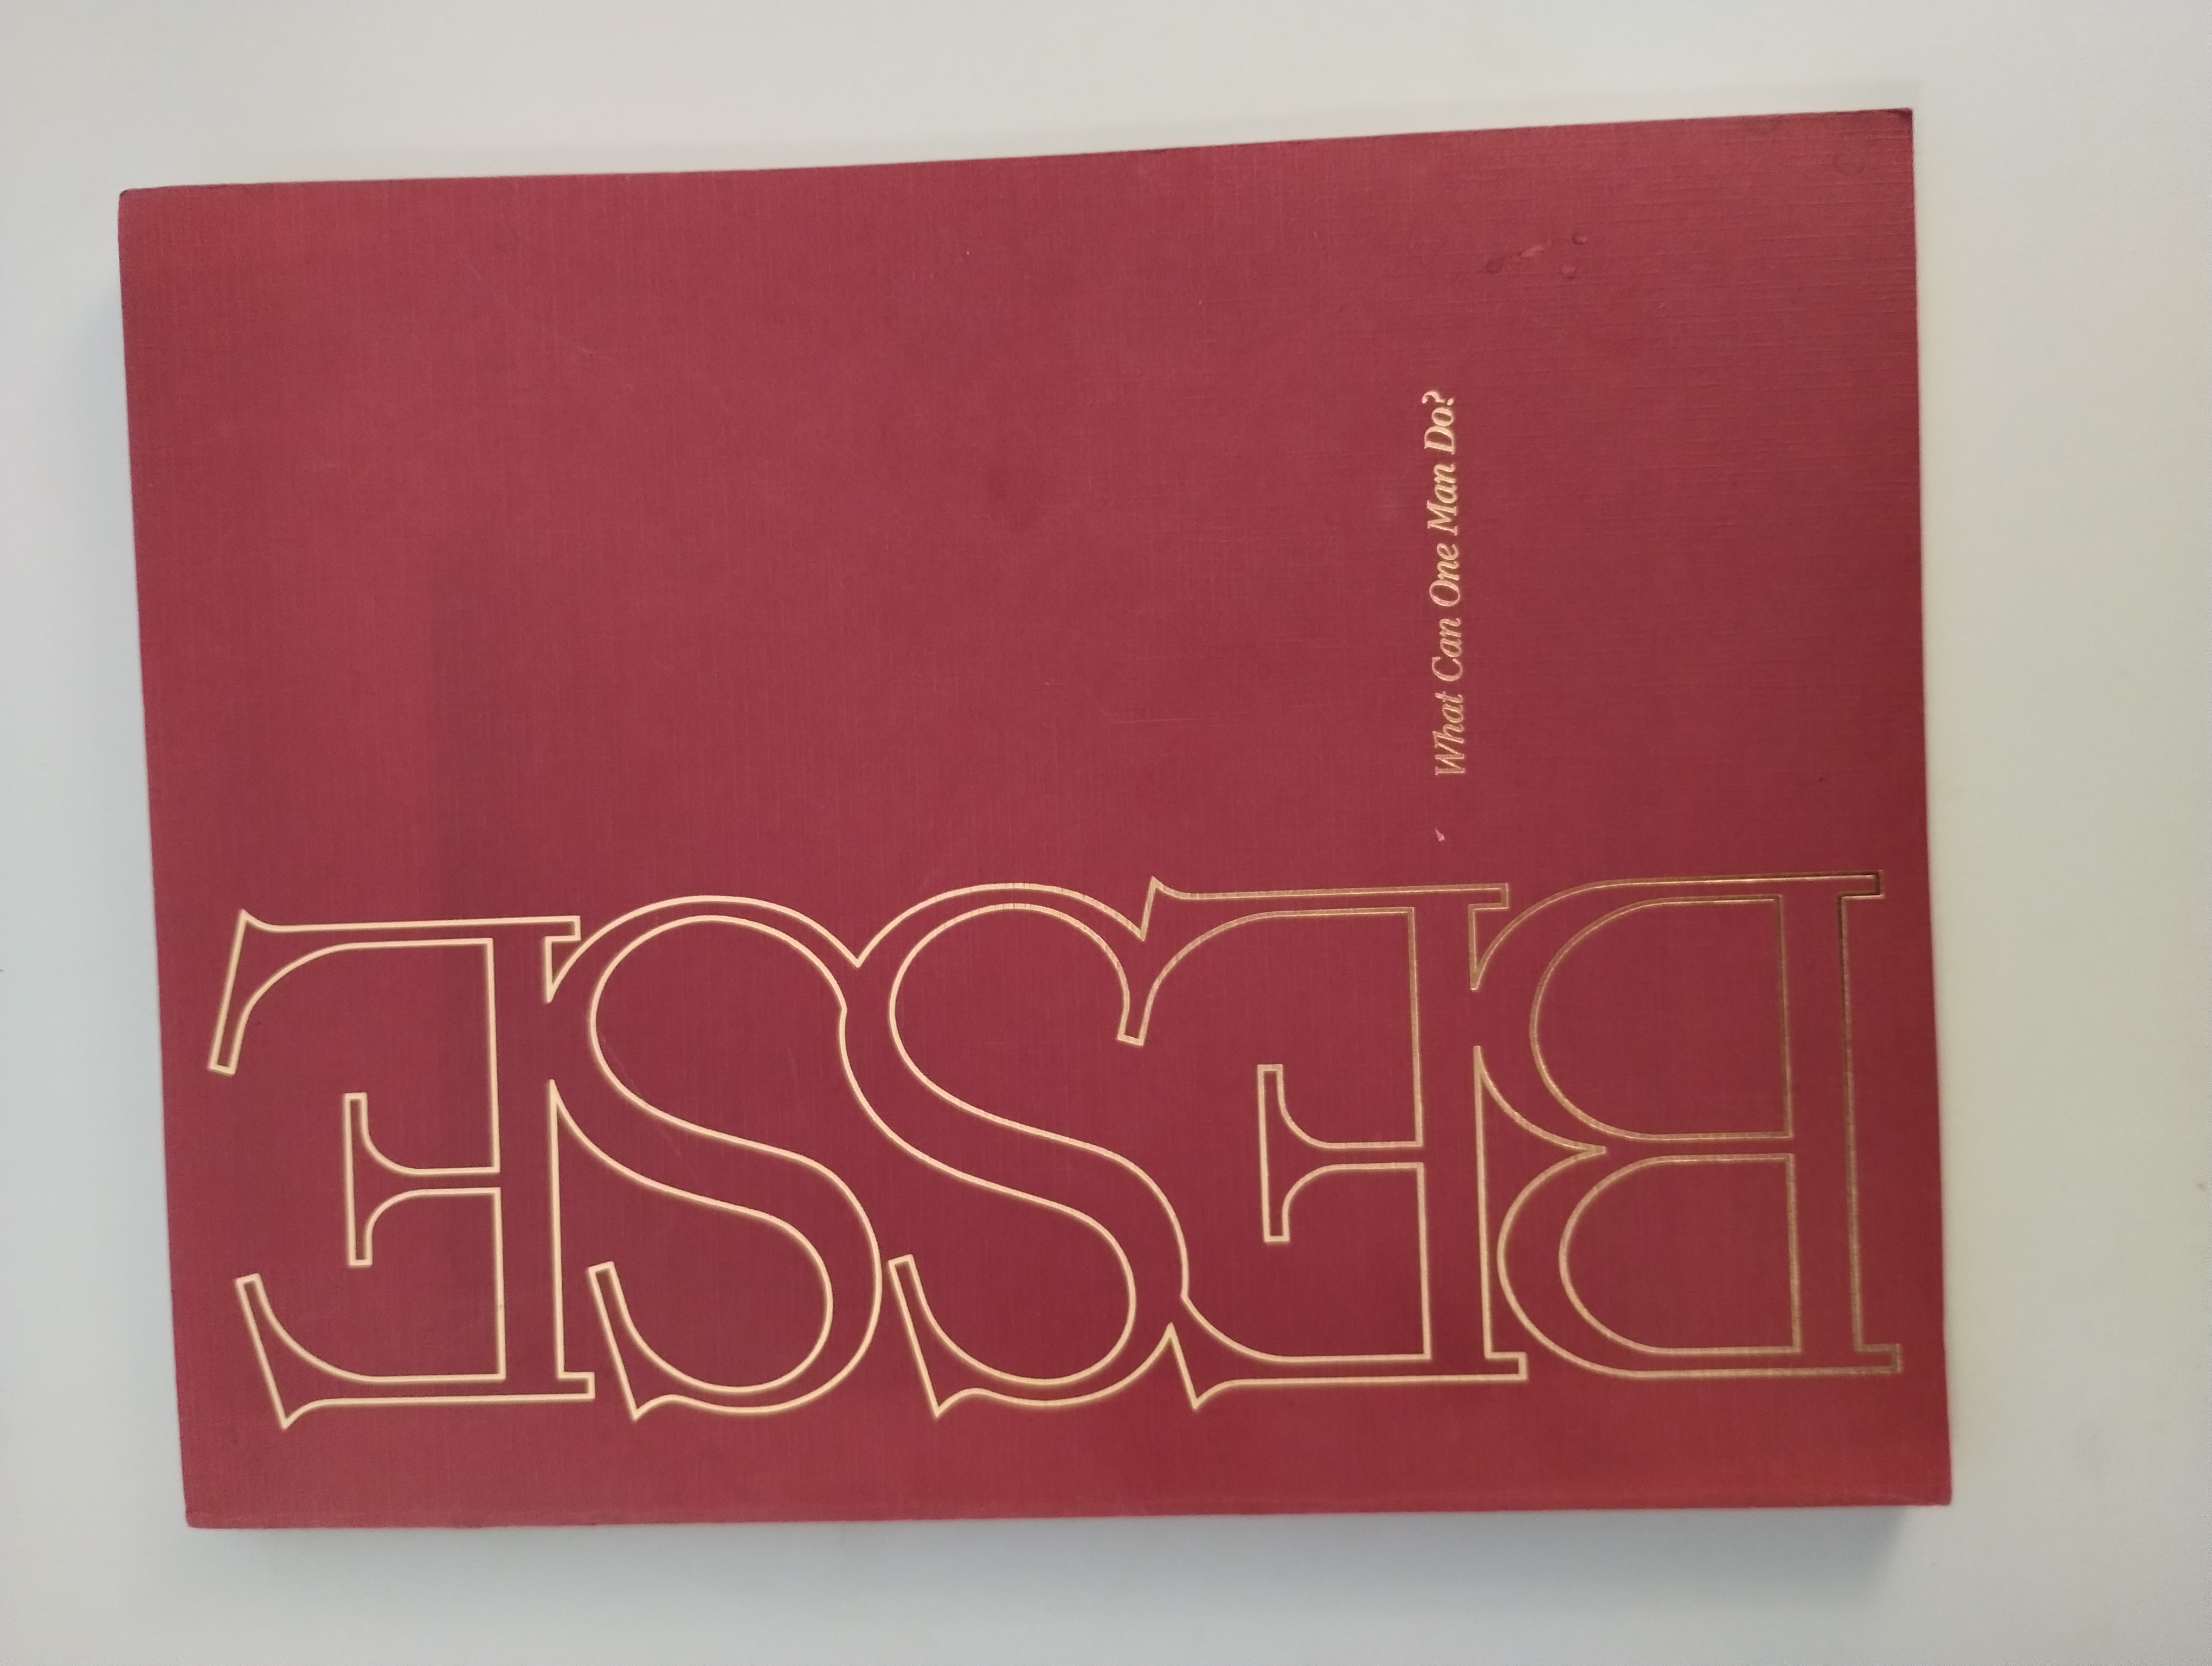 BESSE
What Can One Man Do?